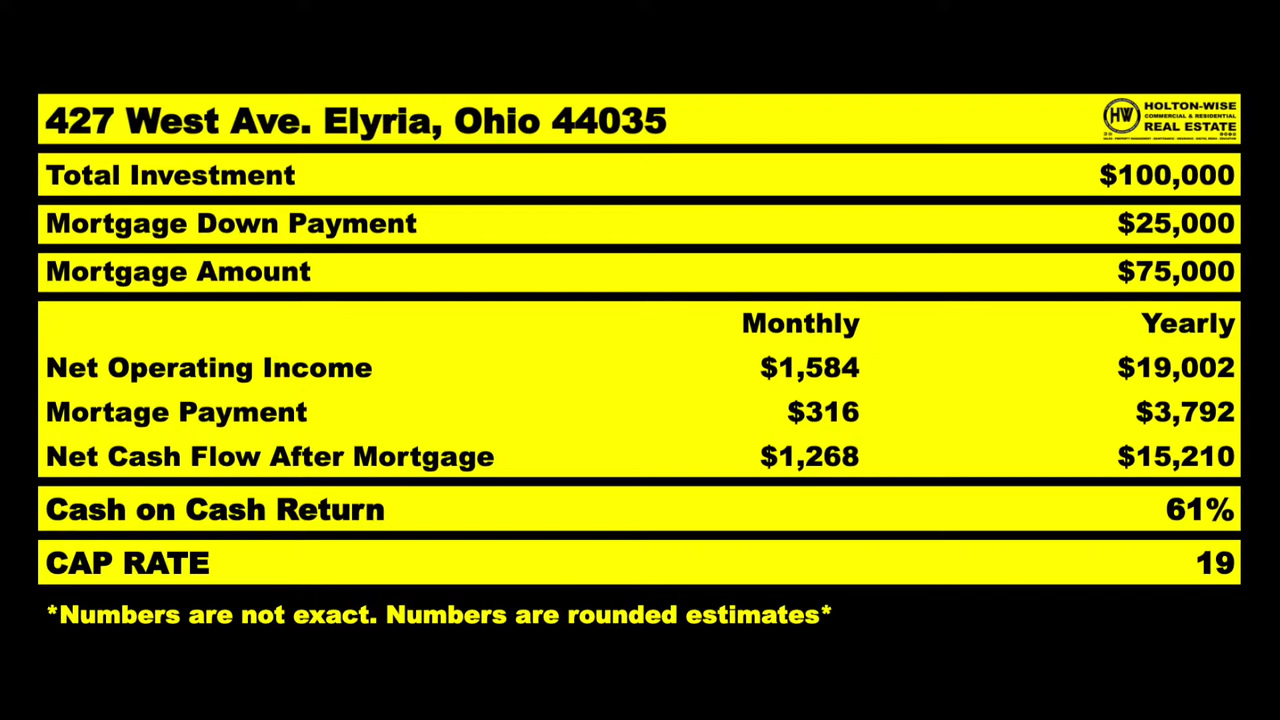 427 West Ave. Elyria, Ohio 44035
HW
HOLTON-WISE
COMMERCIAL & RESIDENTIAL
REAL ESTATE
Total Investment $100,000
Mortgage Down Payment $25,000
Mortgage Amount $75,000
Monthly Yearly
Net Operating Income $1,584 $19,002
Mortage Payment $316 $3,792
Net Cash Flow After Mortgage $1,268 $15,210
Cash on Cash Return 61%
CAP RATE 19
*Numbers are not exact. Numbers are rounded estimates*